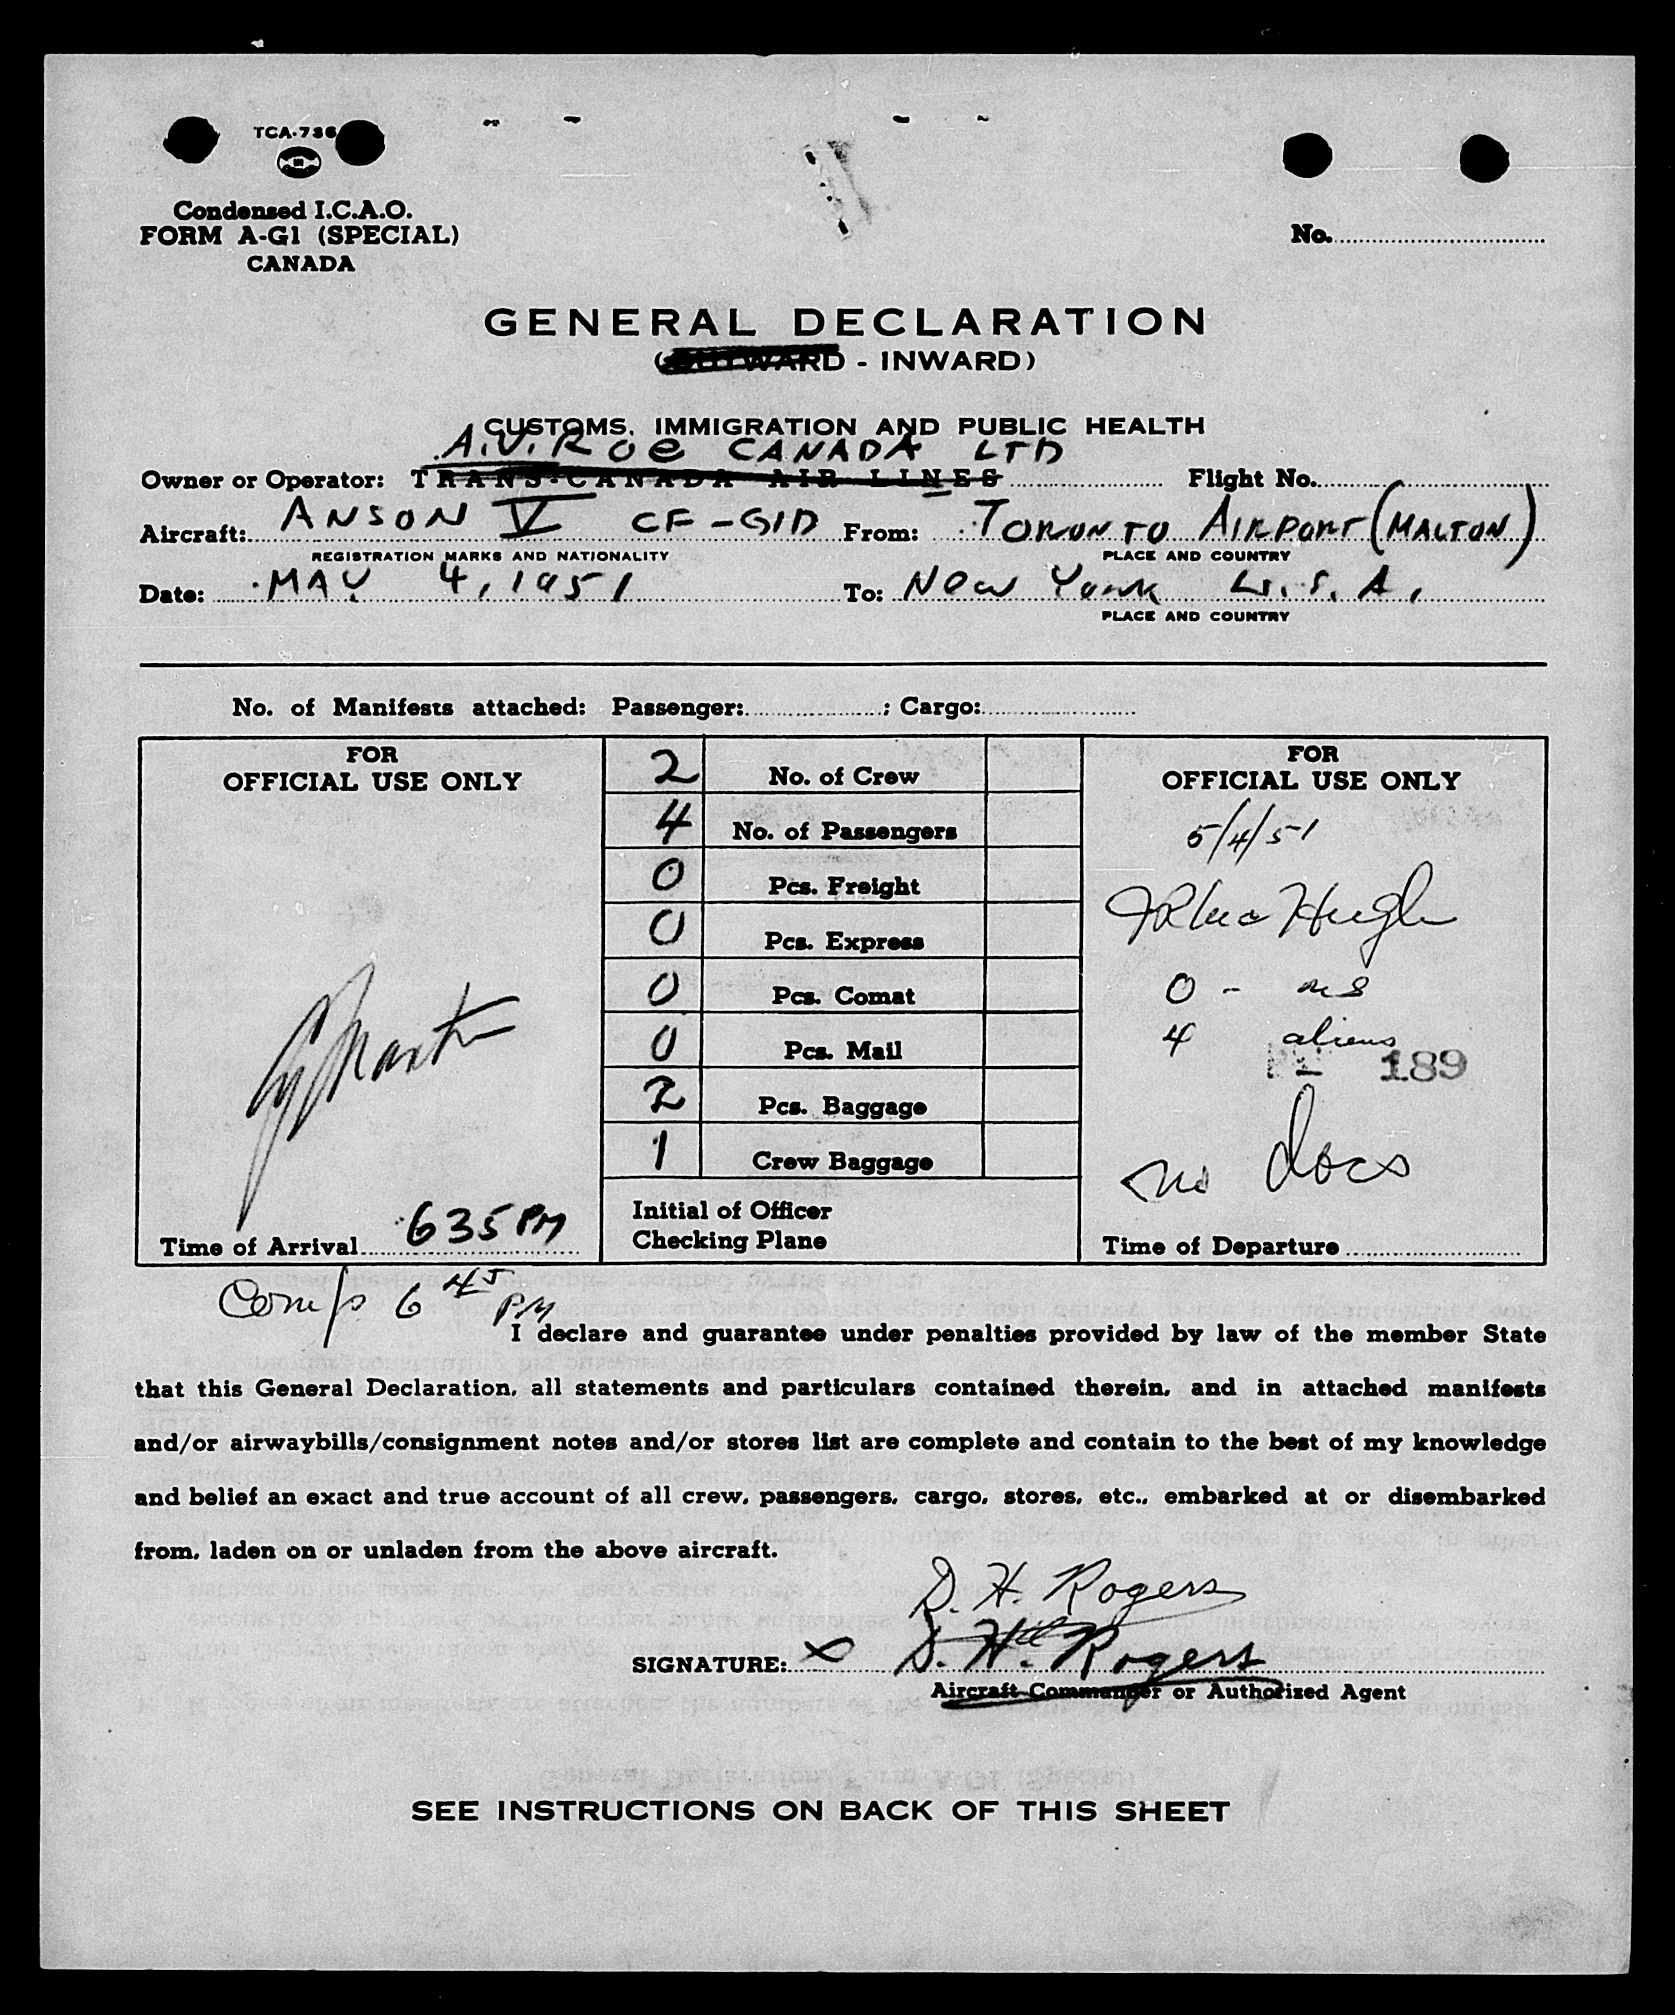 TCA-736
Condensed I.C.A.O.
FORM A-G1 (SPECIAL)
CANADA
No.
GENERAL DECLARATION
(OUTWARD - INWARD)
CUSTOMS, IMMIGRATION AND PUBLIC HEALTH
A.V. Roe CANADA LTD
Owner or Operator: TRANS-CANADA AIR LINES Flight No.
Aircraft: ANSON V CF-GID From: TORONTO AIRPORT (MALTON)
REGISTRATION MARKS AND NATIONALITY PLACE AND COUNTRY
Date: MAY 4, 1951 To: New York U.S.A.
PLACE AND COUNTRY
No. of Manifests attached: Passenger: ; Cargo:
FOR
OFFICIAL USE ONLY
Time of Arrival 635 PM
2 No. of Crew
4 No. of Passengers
0 Pcs. Freight
0 Pcs. Express
0 Pcs. Comat
0 Pcs. Mail
2 Pcs. Baggage
1 Crew Baggage
Initial of Officer
Checking Plane
FOR
OFFICIAL USE ONLY
5/4/51
0 -
4 aliens
189
no docs
Time of Departure
Comp 6 45 PM
I declare and guarantee under penalties provided by law of the member State
that this General Declaration, all statements and particulars contained therein, and in attached manifests
and/or airwaybills/consignment notes and/or stores list are complete and contain to the best of my knowledge
and belief an exact and true account of all crew, passengers, cargo, stores, etc., embarked at or disembarked
from, laden on or unladen from the above aircraft.
D. H. Rogers
SIGNATURE: D. H. Rogers
Aircraft Commander or Authorized Agent
SEE INSTRUCTIONS ON BACK OF THIS SHEET